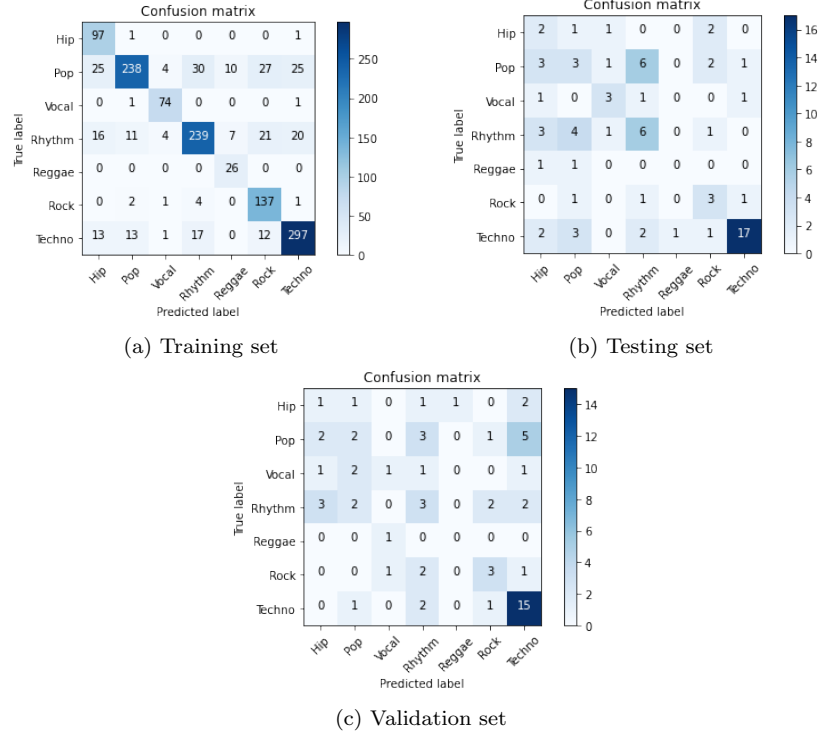 Confusion matrix
Hip 97 1 0 0 0 0 1
Pop 25 238 4 30 10 27 25
Vocal 0 1 74 0 0 0 1
Rhythm 16 11 4 239 7 21 20
Reggae 0 0 0 0 26 0 0
Rock 0 2 1 4 0 137 1
Techno 13 13 1 17 0 12 297
True label
Hip Pop Vocal Rhythm Reggae Rock Techno
Predicted label
250
200
150
100
50
0
(a) Training set
Confusion matrix
Hip 2 1 1 0 0 2 0
Pop 3 3 1 6 0 2 1
Vocal 1 0 3 1 0 0 1
Rhythm 3 4 1 6 0 1 0
Reggae 1 1 0 0 0 0 0
Rock 0 1 0 1 0 3 1
Techno 2 3 0 2 1 1 17
True label
Hip Pop Vocal Rhythm Reggae Rock Techno
Predicted label
16
14
12
10
8
6
4
2
0
(b) Testing set
Confusion matrix
Hip 1 1 0 1 1 0 2
Pop 2 2 0 3 0 1 5
Vocal 1 2 1 1 0 0 1
Rhythm 3 2 0 3 0 2 2
Reggae 0 0 1 0 0 0 0
Rock 0 0 1 2 0 3 1
Techno 0 1 0 2 0 1 15
True label
Hip Pop Vocal Rhythm Reggae Rock Techno
Predicted label
14
12
10
8
6
4
2
0
(c) Validation set